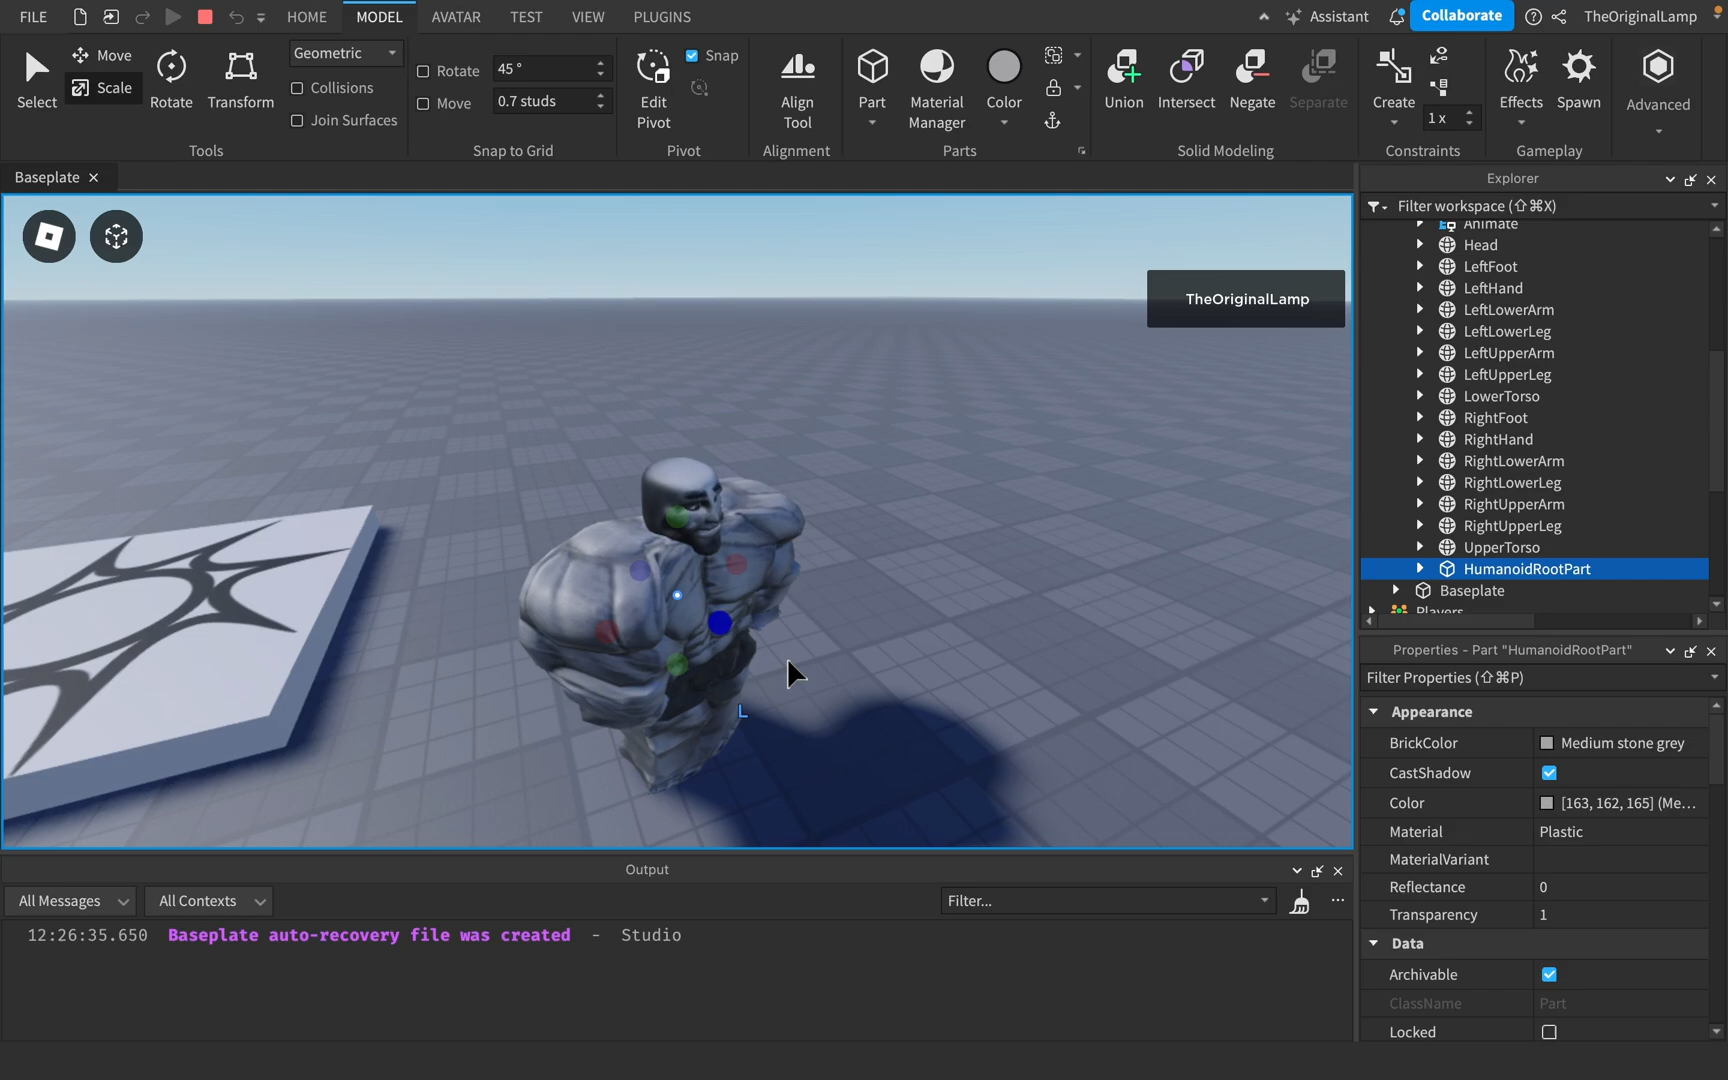 FILE HOME MODEL AVATAR TEST VIEW PLUGINS Assistant Collaborate TheOriginalLamp
Select Move Scale Rotate Transform Geometric Collisions Join Surfaces
Tools
Rotate 45 °
Move 0.7 studs
Snap to Grid
Edit Pivot Snap
Pivot
Align Tool
Alignment
Part Material Manager Color
Parts
Union Intersect Negate Separate
Solid Modeling
Create 1 x
Constraints
Effects Spawn
Gameplay
Advanced
Baseplate
TheOriginalLamp
L
Explorer
Filter workspace (⇧⌘X)
Animate
Head
LeftFoot
LeftHand
LeftLowerArm
LeftLowerLeg
LeftUpperArm
LeftUpperLeg
LowerTorso
RightFoot
RightHand
RightLowerArm
RightLowerLeg
RightUpperArm
RightUpperLeg
UpperTorso
HumanoidRootPart
Baseplate
Players
Properties - Part "HumanoidRootPart"
Filter Properties (⇧⌘P)
Appearance
BrickColor Medium stone grey
CastShadow
Color [163, 162, 165] (Me...
Material Plastic
MaterialVariant
Reflectance 0
Transparency 1
Data
Archivable
ClassName Part
Locked
Output
All Messages All Contexts Filter... ...
12:26:35.650 Baseplate auto-recovery file was created - Studio